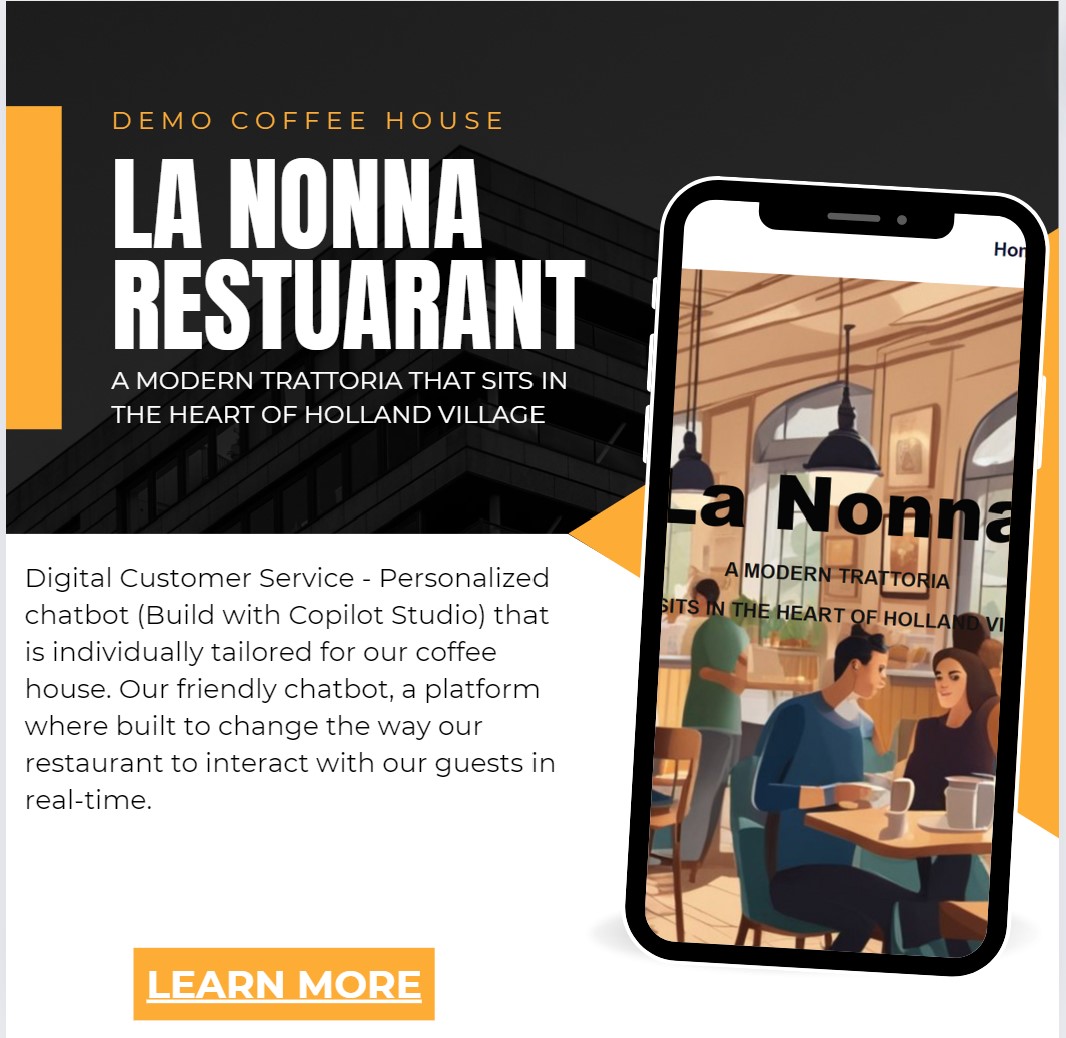 DEMO COFFEE HOUSE
LA NONNA
RESTUARANT
A MODERN TRATTORIA THAT SITS IN
THE HEART OF HOLLAND VILLAGE
Digital Customer Service - Personalized
chatbot (Build with Copilot Studio) that
is individually tailored for our coffee
house. Our friendly chatbot, a platform
where built to change the way our
restaurant to interact with our guests in
real-time.
LEARN MORE
Hom
La Nonna
A MODERN TRATTORIA
SITS IN THE HEART OF HOLLAND VI